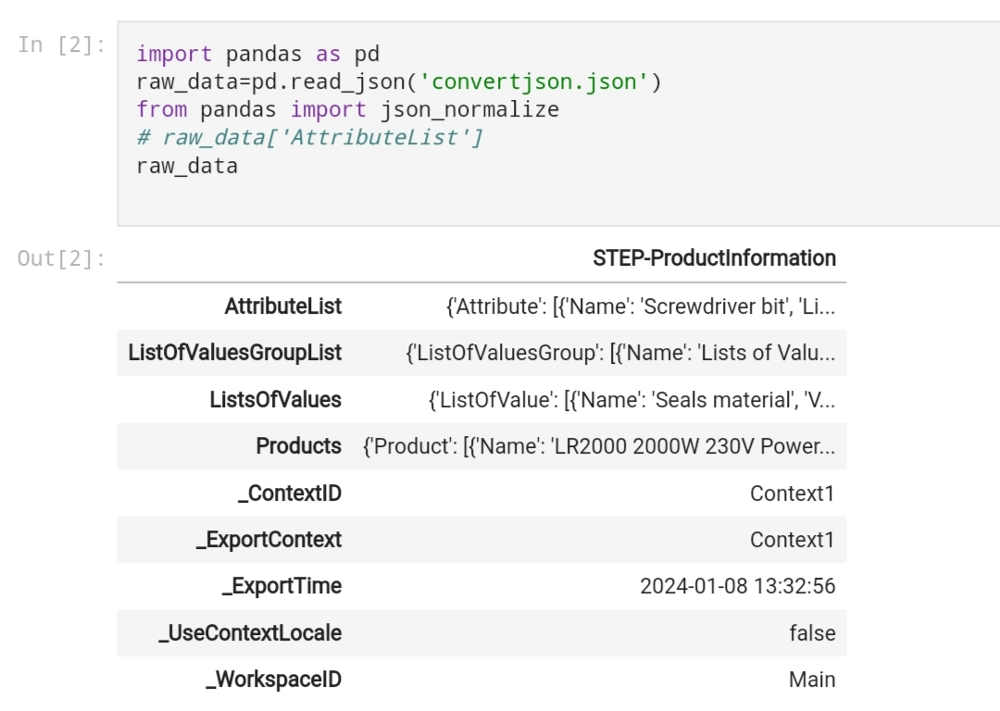 In [2]:
import pandas as pd
raw_data=pd.read_json('convertjson.json')
from pandas import json_normalize
# raw_data['AttributeList']
raw_data
Out[2]:
STEP-ProductInformation
AttributeList {'Attribute': [{'Name': 'Screwdriver bit', 'Li...
ListOfValuesGroupList {'ListOfValuesGroup': [{'Name': 'Lists of Valu...
ListsOfValues {'ListOfValue': [{'Name': 'Seals material', 'V...
Products {'Product': [{'Name': 'LR2000 2000W 230V Power...
_ContextID Context1
_ExportContext Context1
_ExportTime 2024-01-08 13:32:56
_UseContextLocale false
_WorkspaceID Main